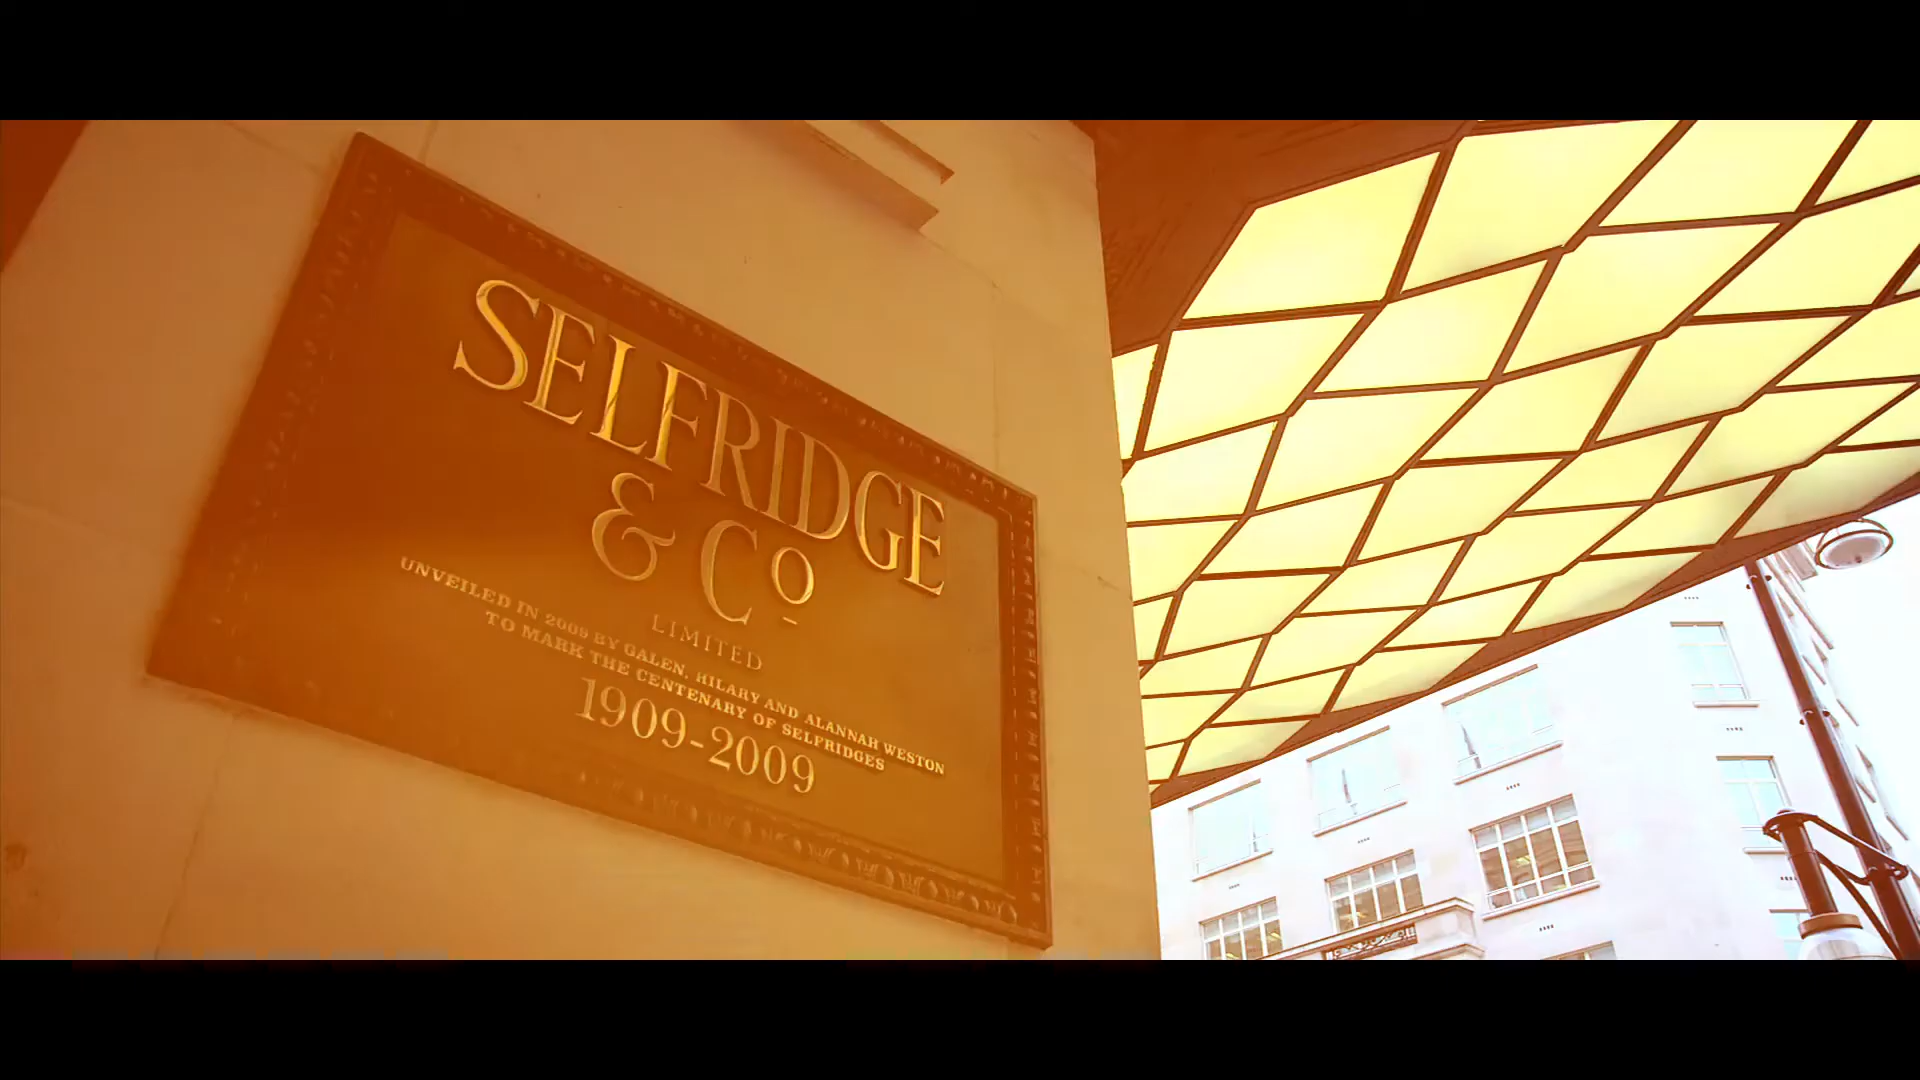 SELFRIDGE
& Co
LIMITED
UNVEILED IN 2009 BY GALEN, HILARY AND ALANNAH WESTON
TO MARK THE CENTENARY OF SELFRIDGES
1909-2009